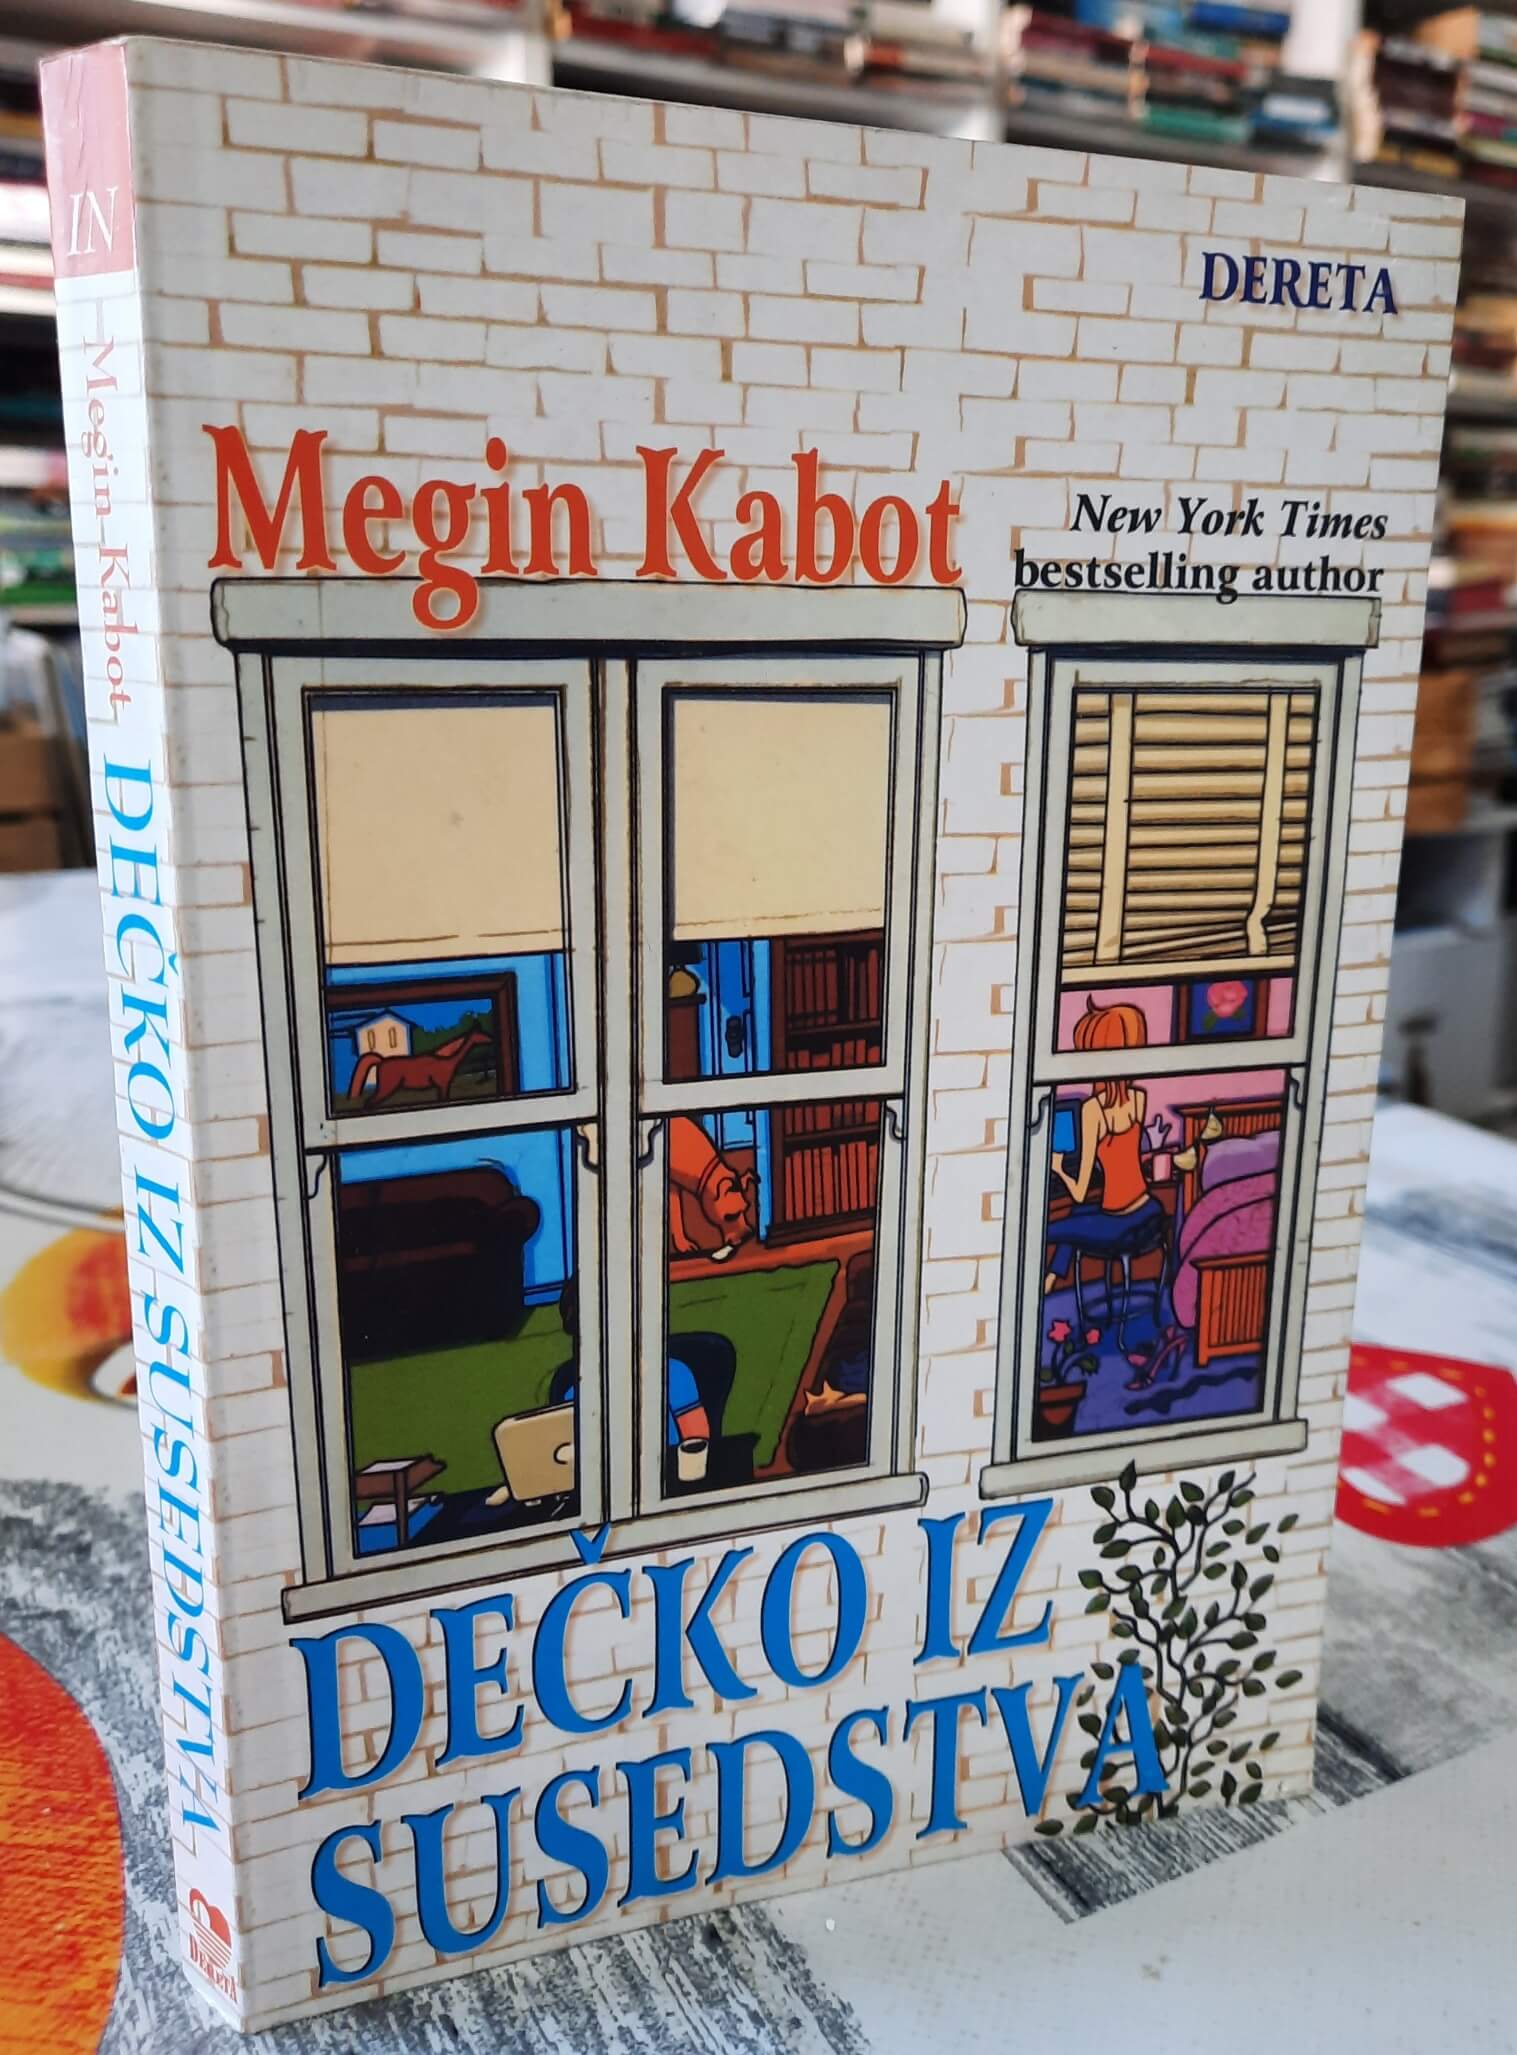 IN
Megin Kabot DEČKO IZ SUSEDSTVA
DERETA
DERETA
Megin Kabot
New York Times
bestselling author
DEČKO IZ
SUSEDSTVA